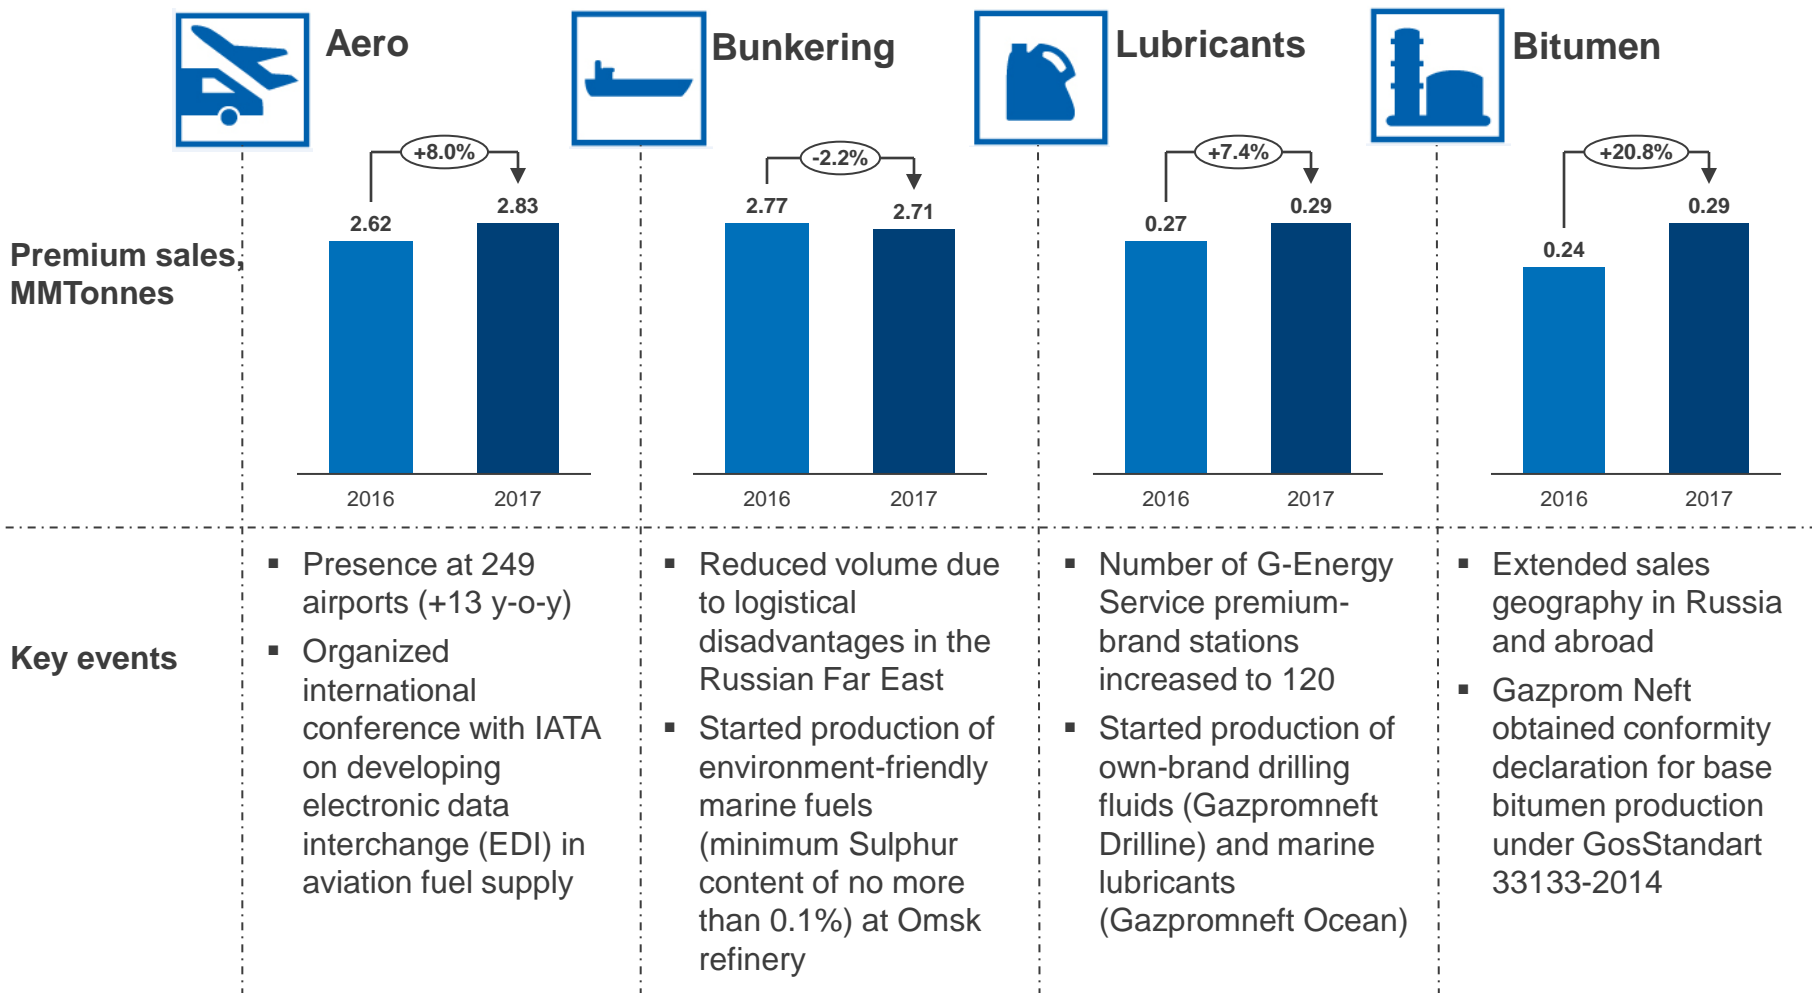 Aero
Bunkering
Lubricants
Bitumen
+8.0%
-2.2%
+7.4%
+20.8%
Premium sales,
MMTonnes
2.62
2.83
2016
2017
2.77
2.71
2016
2017
0.27
0.29
2016
2017
0.24
0.29
2016
2017
Key events
▪ Presence at 249
airports (+13 y-o-y)
▪ Organized
international
conference with IATA
on developing
electronic data
interchange (EDI) in
aviation fuel supply
▪ Reduced volume due
to logistical
disadvantages in the
Russian Far East
▪ Started production of
environment-friendly
marine fuels
(minimum Sulphur
content of no more
than 0.1%) at Omsk
refinery
▪ Number of G-Energy
Service premium-
brand stations
increased to 120
▪ Started production of
own-brand drilling
fluids (Gazpromneft
Drilline) and marine
lubricants
(Gazpromneft Ocean)
▪ Extended sales
geography in Russia
and abroad
▪ Gazprom Neft
obtained conformity
declaration for base
bitumen production
under GosStandart
33133-2014